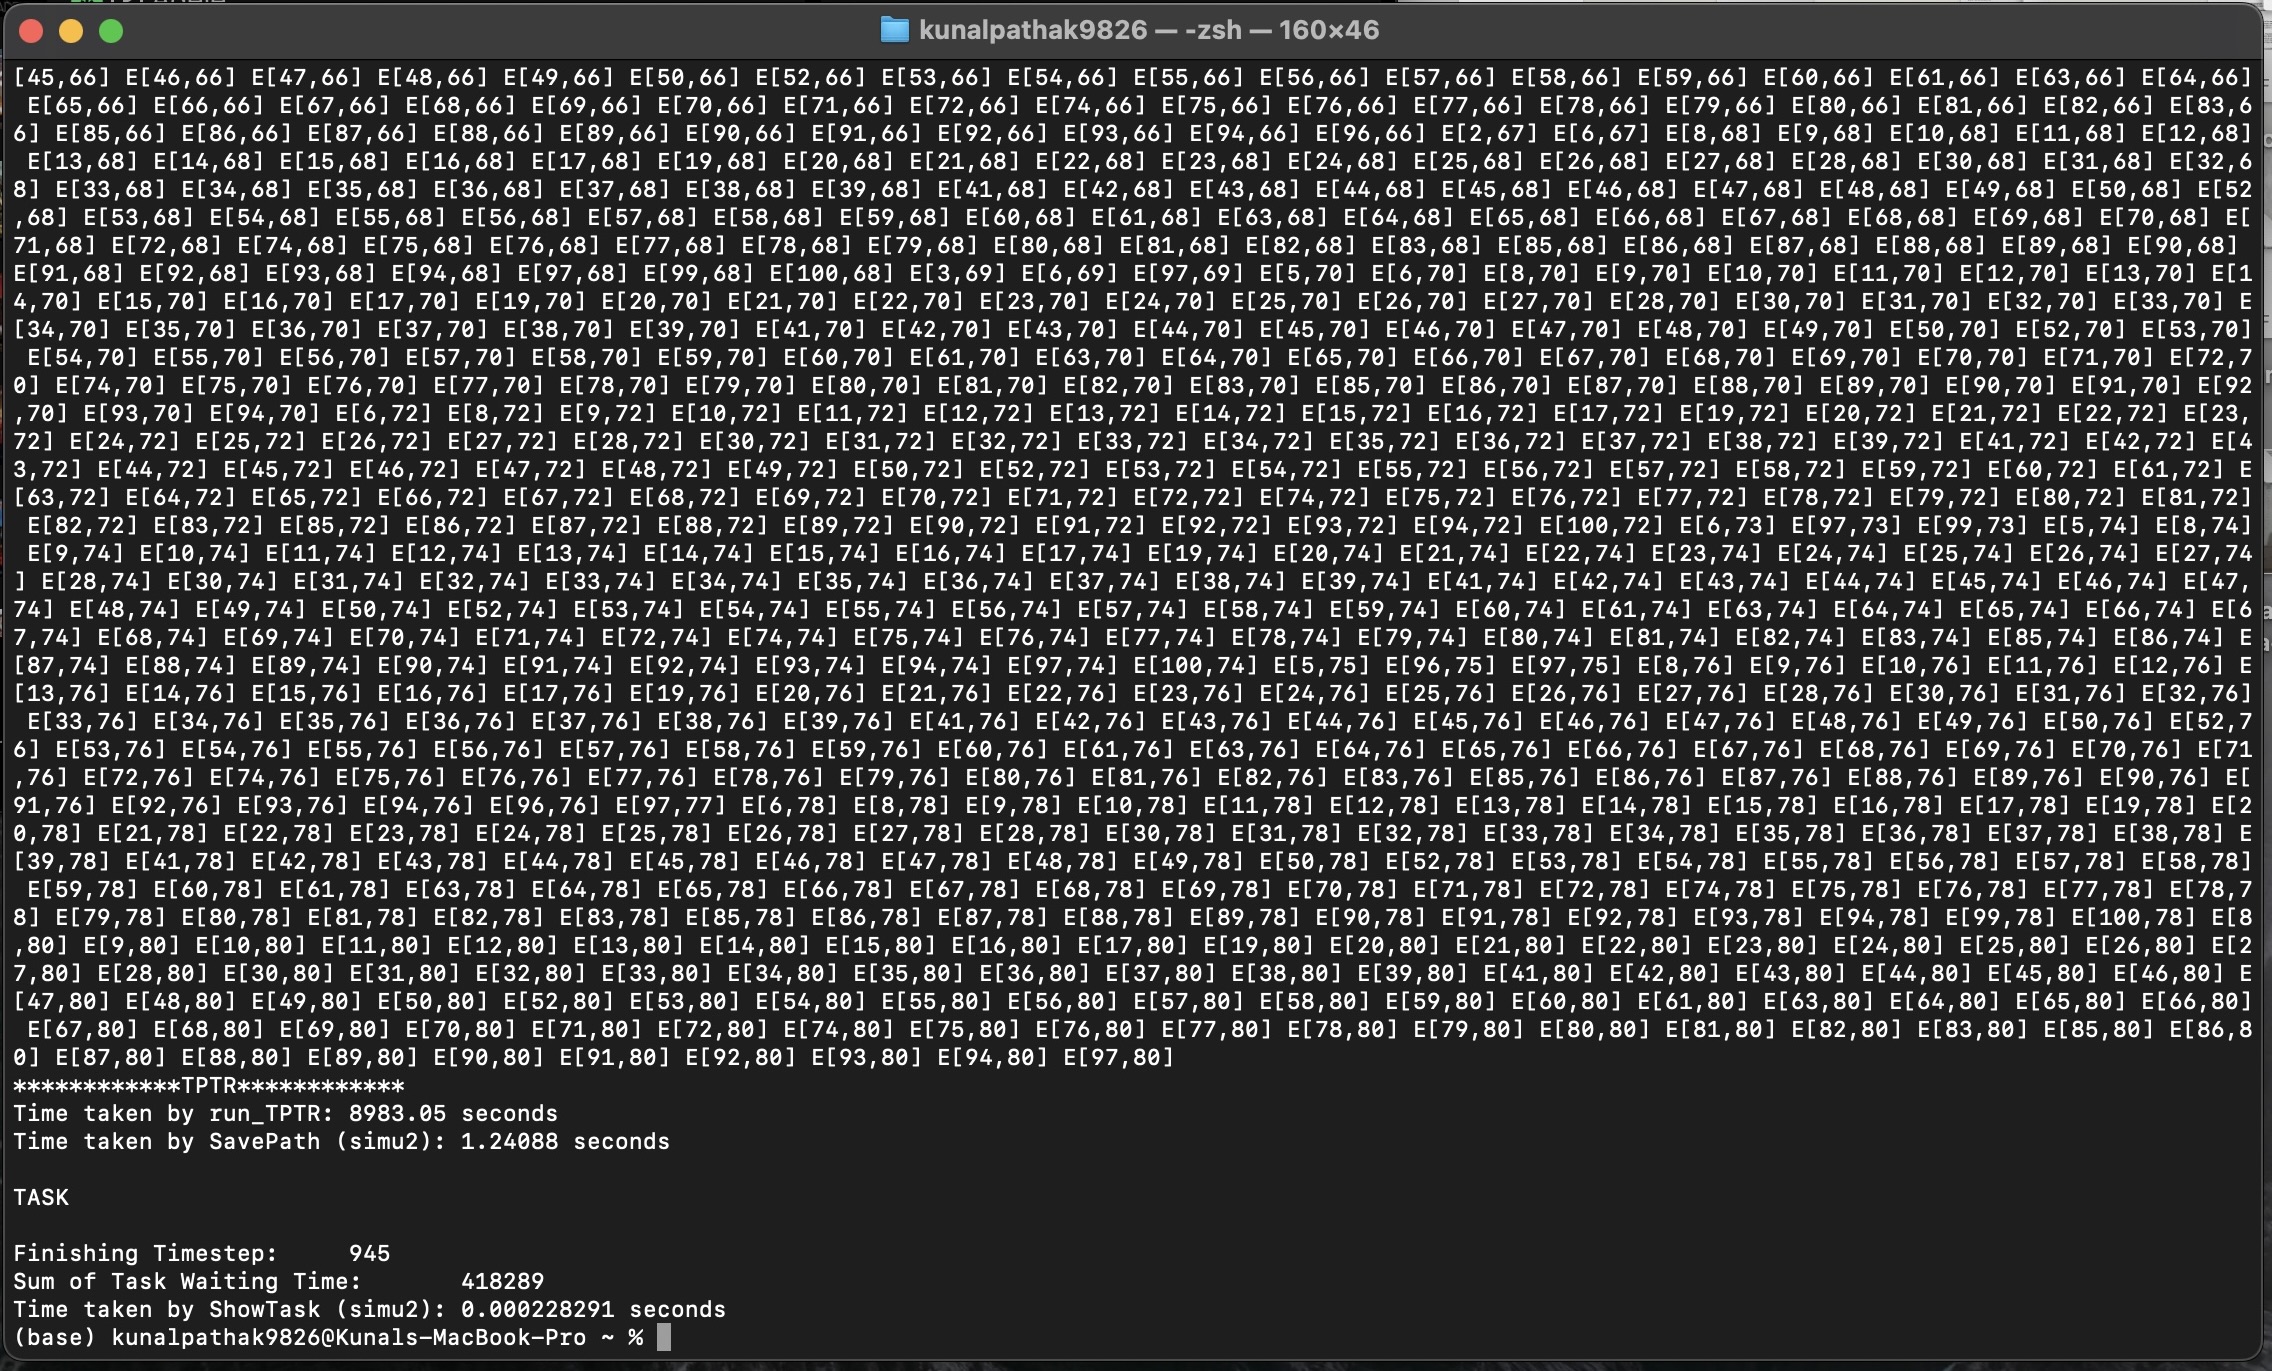 kunalpathak9826 — -zsh — 160×46
[45,66] E[46,66] E[47,66] E[48,66] E[49,66] E[50,66] E[52,66] E[53,66] E[54,66] E[55,66] E[56,66] E[57,66] E[58,66] E[59,66] E[60,66] E[61,66] E[63,66] E[64,66]
 E[65,66] E[66,66] E[67,66] E[68,66] E[69,66] E[70,66] E[71,66] E[72,66] E[74,66] E[75,66] E[76,66] E[77,66] E[78,66] E[79,66] E[80,66] E[81,66] E[82,66] E[83,6
6] E[85,66] E[86,66] E[87,66] E[88,66] E[89,66] E[90,66] E[91,66] E[92,66] E[93,66] E[94,66] E[96,66] E[2,67] E[6,67] E[8,68] E[9,68] E[10,68] E[11,68] E[12,68]
 E[13,68] E[14,68] E[15,68] E[16,68] E[17,68] E[19,68] E[20,68] E[21,68] E[22,68] E[23,68] E[24,68] E[25,68] E[26,68] E[27,68] E[28,68] E[30,68] E[31,68] E[32,6
8] E[33,68] E[34,68] E[35,68] E[36,68] E[37,68] E[38,68] E[39,68] E[41,68] E[42,68] E[43,68] E[44,68] E[45,68] E[46,68] E[47,68] E[48,68] E[49,68] E[50,68] E[52
,68] E[53,68] E[54,68] E[55,68] E[56,68] E[57,68] E[58,68] E[59,68] E[60,68] E[61,68] E[63,68] E[64,68] E[65,68] E[66,68] E[67,68] E[68,68] E[69,68] E[70,68] E[
71,68] E[72,68] E[74,68] E[75,68] E[76,68] E[77,68] E[78,68] E[79,68] E[80,68] E[81,68] E[82,68] E[83,68] E[85,68] E[86,68] E[87,68] E[88,68] E[89,68] E[90,68]
E[91,68] E[92,68] E[93,68] E[94,68] E[97,68] E[99,68] E[100,68] E[3,69] E[6,69] E[97,69] E[5,70] E[6,70] E[8,70] E[9,70] E[10,70] E[11,70] E[12,70] E[13,70] E[1
4,70] E[15,70] E[16,70] E[17,70] E[19,70] E[20,70] E[21,70] E[22,70] E[23,70] E[24,70] E[25,70] E[26,70] E[27,70] E[28,70] E[30,70] E[31,70] E[32,70] E[33,70] E
[34,70] E[35,70] E[36,70] E[37,70] E[38,70] E[39,70] E[41,70] E[42,70] E[43,70] E[44,70] E[45,70] E[46,70] E[47,70] E[48,70] E[49,70] E[50,70] E[52,70] E[53,70]
 E[54,70] E[55,70] E[56,70] E[57,70] E[58,70] E[59,70] E[60,70] E[61,70] E[63,70] E[64,70] E[65,70] E[66,70] E[67,70] E[68,70] E[69,70] E[70,70] E[71,70] E[72,7
0] E[74,70] E[75,70] E[76,70] E[77,70] E[78,70] E[79,70] E[80,70] E[81,70] E[82,70] E[83,70] E[85,70] E[86,70] E[87,70] E[88,70] E[89,70] E[90,70] E[91,70] E[92
,70] E[93,70] E[94,70] E[6,72] E[8,72] E[9,72] E[10,72] E[11,72] E[12,72] E[13,72] E[14,72] E[15,72] E[16,72] E[17,72] E[19,72] E[20,72] E[21,72] E[22,72] E[23,
72] E[24,72] E[25,72] E[26,72] E[27,72] E[28,72] E[30,72] E[31,72] E[32,72] E[33,72] E[34,72] E[35,72] E[36,72] E[37,72] E[38,72] E[39,72] E[41,72] E[42,72] E[4
3,72] E[44,72] E[45,72] E[46,72] E[47,72] E[48,72] E[49,72] E[50,72] E[52,72] E[53,72] E[54,72] E[55,72] E[56,72] E[57,72] E[58,72] E[59,72] E[60,72] E[61,72] E
[63,72] E[64,72] E[65,72] E[66,72] E[67,72] E[68,72] E[69,72] E[70,72] E[71,72] E[72,72] E[74,72] E[75,72] E[76,72] E[77,72] E[78,72] E[79,72] E[80,72] E[81,72]
 E[82,72] E[83,72] E[85,72] E[86,72] E[87,72] E[88,72] E[89,72] E[90,72] E[91,72] E[92,72] E[93,72] E[94,72] E[100,72] E[6,73] E[97,73] E[99,73] E[5,74] E[8,74]
 E[9,74] E[10,74] E[11,74] E[12,74] E[13,74] E[14,74] E[15,74] E[16,74] E[17,74] E[19,74] E[20,74] E[21,74] E[22,74] E[23,74] E[24,74] E[25,74] E[26,74] E[27,74
] E[28,74] E[30,74] E[31,74] E[32,74] E[33,74] E[34,74] E[35,74] E[36,74] E[37,74] E[38,74] E[39,74] E[41,74] E[42,74] E[43,74] E[44,74] E[45,74] E[46,74] E[47,
74] E[48,74] E[49,74] E[50,74] E[52,74] E[53,74] E[54,74] E[55,74] E[56,74] E[57,74] E[58,74] E[59,74] E[60,74] E[61,74] E[63,74] E[64,74] E[65,74] E[66,74] E[6
7,74] E[68,74] E[69,74] E[70,74] E[71,74] E[72,74] E[74,74] E[75,74] E[76,74] E[77,74] E[78,74] E[79,74] E[80,74] E[81,74] E[82,74] E[83,74] E[85,74] E[86,74] E
[87,74] E[88,74] E[89,74] E[90,74] E[91,74] E[92,74] E[93,74] E[94,74] E[97,74] E[100,74] E[5,75] E[96,75] E[97,75] E[8,76] E[9,76] E[10,76] E[11,76] E[12,76] E
[13,76] E[14,76] E[15,76] E[16,76] E[17,76] E[19,76] E[20,76] E[21,76] E[22,76] E[23,76] E[24,76] E[25,76] E[26,76] E[27,76] E[28,76] E[30,76] E[31,76] E[32,76]
 E[33,76] E[34,76] E[35,76] E[36,76] E[37,76] E[38,76] E[39,76] E[41,76] E[42,76] E[43,76] E[44,76] E[45,76] E[46,76] E[47,76] E[48,76] E[49,76] E[50,76] E[52,7
6] E[53,76] E[54,76] E[55,76] E[56,76] E[57,76] E[58,76] E[59,76] E[60,76] E[61,76] E[63,76] E[64,76] E[65,76] E[66,76] E[67,76] E[68,76] E[69,76] E[70,76] E[71
,76] E[72,76] E[74,76] E[75,76] E[76,76] E[77,76] E[78,76] E[79,76] E[80,76] E[81,76] E[82,76] E[83,76] E[85,76] E[86,76] E[87,76] E[88,76] E[89,76] E[90,76] E[
91,76] E[92,76] E[93,76] E[94,76] E[96,76] E[97,77] E[6,78] E[8,78] E[9,78] E[10,78] E[11,78] E[12,78] E[13,78] E[14,78] E[15,78] E[16,78] E[17,78] E[19,78] E[2
0,78] E[21,78] E[22,78] E[23,78] E[24,78] E[25,78] E[26,78] E[27,78] E[28,78] E[30,78] E[31,78] E[32,78] E[33,78] E[34,78] E[35,78] E[36,78] E[37,78] E[38,78] E
[39,78] E[41,78] E[42,78] E[43,78] E[44,78] E[45,78] E[46,78] E[47,78] E[48,78] E[49,78] E[50,78] E[52,78] E[53,78] E[54,78] E[55,78] E[56,78] E[57,78] E[58,78]
 E[59,78] E[60,78] E[61,78] E[63,78] E[64,78] E[65,78] E[66,78] E[67,78] E[68,78] E[69,78] E[70,78] E[71,78] E[72,78] E[74,78] E[75,78] E[76,78] E[77,78] E[78,7
8] E[79,78] E[80,78] E[81,78] E[82,78] E[83,78] E[85,78] E[86,78] E[87,78] E[88,78] E[89,78] E[90,78] E[91,78] E[92,78] E[93,78] E[94,78] E[99,78] E[100,78] E[8
,80] E[9,80] E[10,80] E[11,80] E[12,80] E[13,80] E[14,80] E[15,80] E[16,80] E[17,80] E[19,80] E[20,80] E[21,80] E[22,80] E[23,80] E[24,80] E[25,80] E[26,80] E[2
7,80] E[28,80] E[30,80] E[31,80] E[32,80] E[33,80] E[34,80] E[35,80] E[36,80] E[37,80] E[38,80] E[39,80] E[41,80] E[42,80] E[43,80] E[44,80] E[45,80] E[46,80] E
[47,80] E[48,80] E[49,80] E[50,80] E[52,80] E[53,80] E[54,80] E[55,80] E[56,80] E[57,80] E[58,80] E[59,80] E[60,80] E[61,80] E[63,80] E[64,80] E[65,80] E[66,80]
 E[67,80] E[68,80] E[69,80] E[70,80] E[71,80] E[72,80] E[74,80] E[75,80] E[76,80] E[77,80] E[78,80] E[79,80] E[80,80] E[81,80] E[82,80] E[83,80] E[85,80] E[86,8
0] E[87,80] E[88,80] E[89,80] E[90,80] E[91,80] E[92,80] E[93,80] E[94,80] E[97,80]
************TPTR************
Time taken by run_TPTR: 8983.05 seconds
Time taken by SavePath (simu2): 1.24088 seconds
TASK
Finishing Timestep:     945
Sum of Task Waiting Time:       418289
Time taken by ShowTask (simu2): 0.000228291 seconds
(base) kunalpathak9826@Kunals-MacBook-Pro ~ %